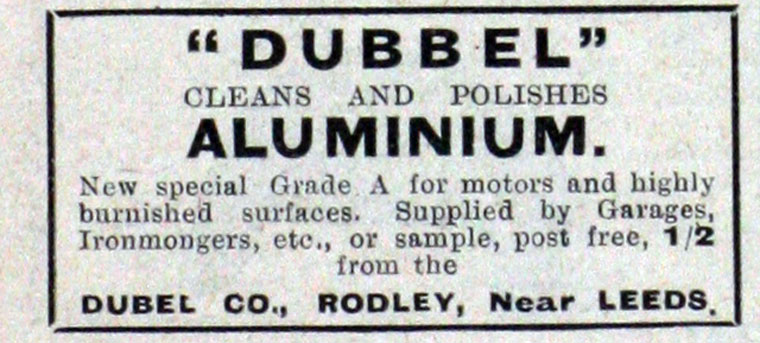 "DUBBEL"
CLEANS AND POLISHES
ALUMINIUM.
New special Grade A for motors and highly
burnished surfaces. Supplied by Garages,
Ironmongers, etc., or sample, post free, 1/2
from the
DUBEL CO., RODLEY, Near LEEDS.